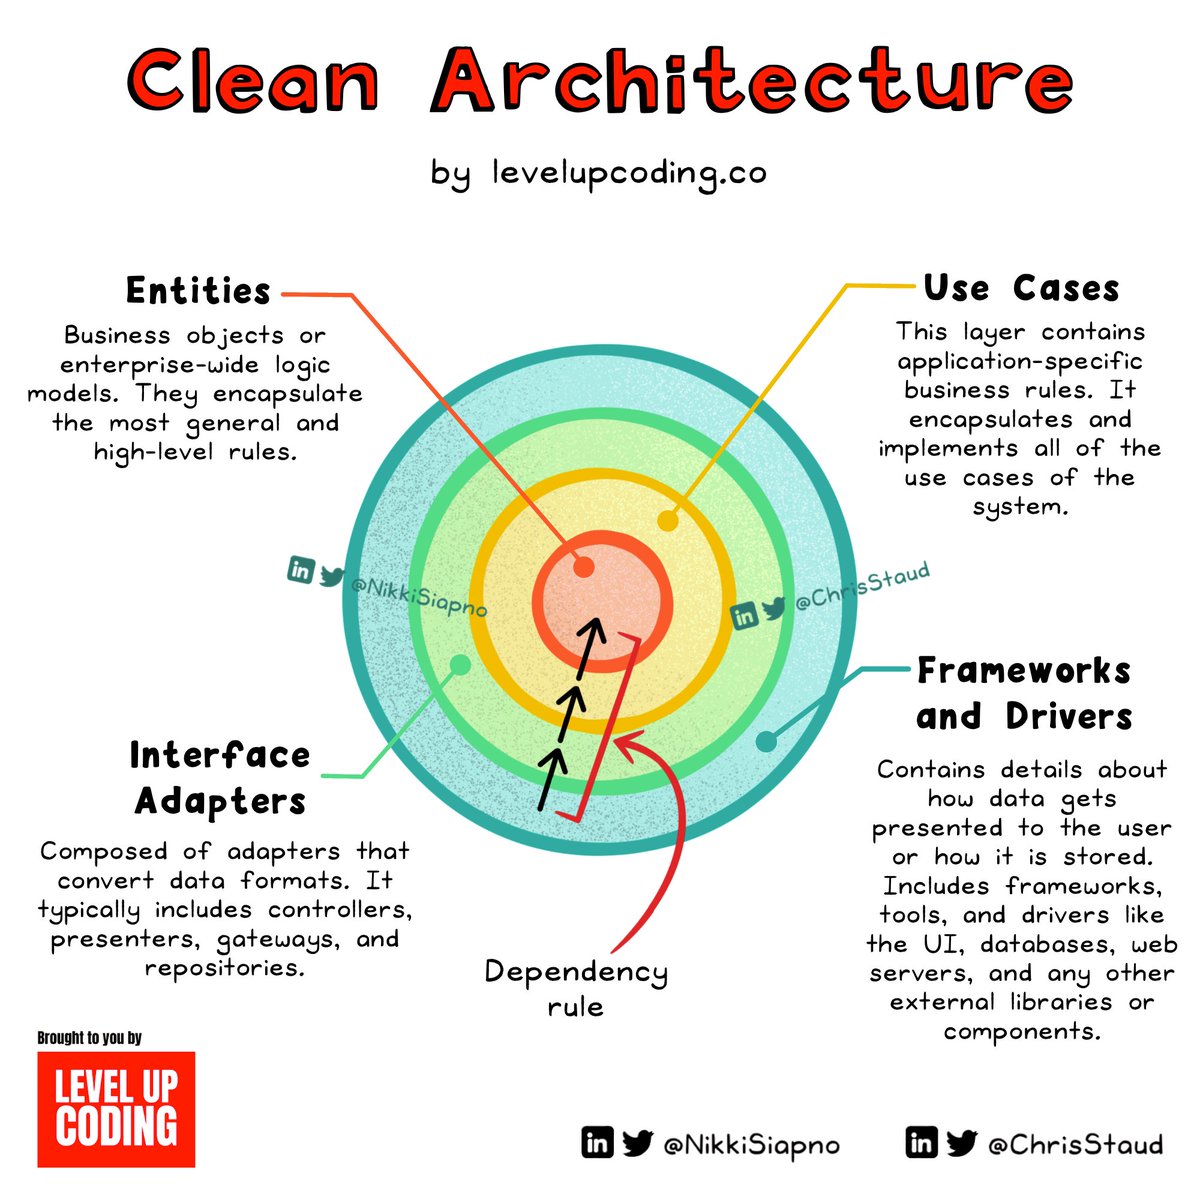 Clean Architecture
by levelupcoding.co
Entities
Business objects or
enterprise-wide logic
models. They encapsulate
the most general and
high-level rules.
Use Cases
This layer contains
application-specific
business rules. It
encapsulates and
implements all of the
use cases of the
system.
in @NikkiSiapno
in @ChrisStaud
Interface
Adapters
Composed of adapters that
convert data formats. It
typically includes controllers,
presenters, gateways, and
repositories.
Frameworks
and Drivers
Contains details about
how data gets
presented to the user
or how it is stored.
Includes frameworks,
tools, and drivers like
the UI, databases, web
servers, and any other
external libraries or
components.
Dependency
rule
Brought to you by
LEVEL UP
CODING
in @NikkiSiapno
in @ChrisStaud